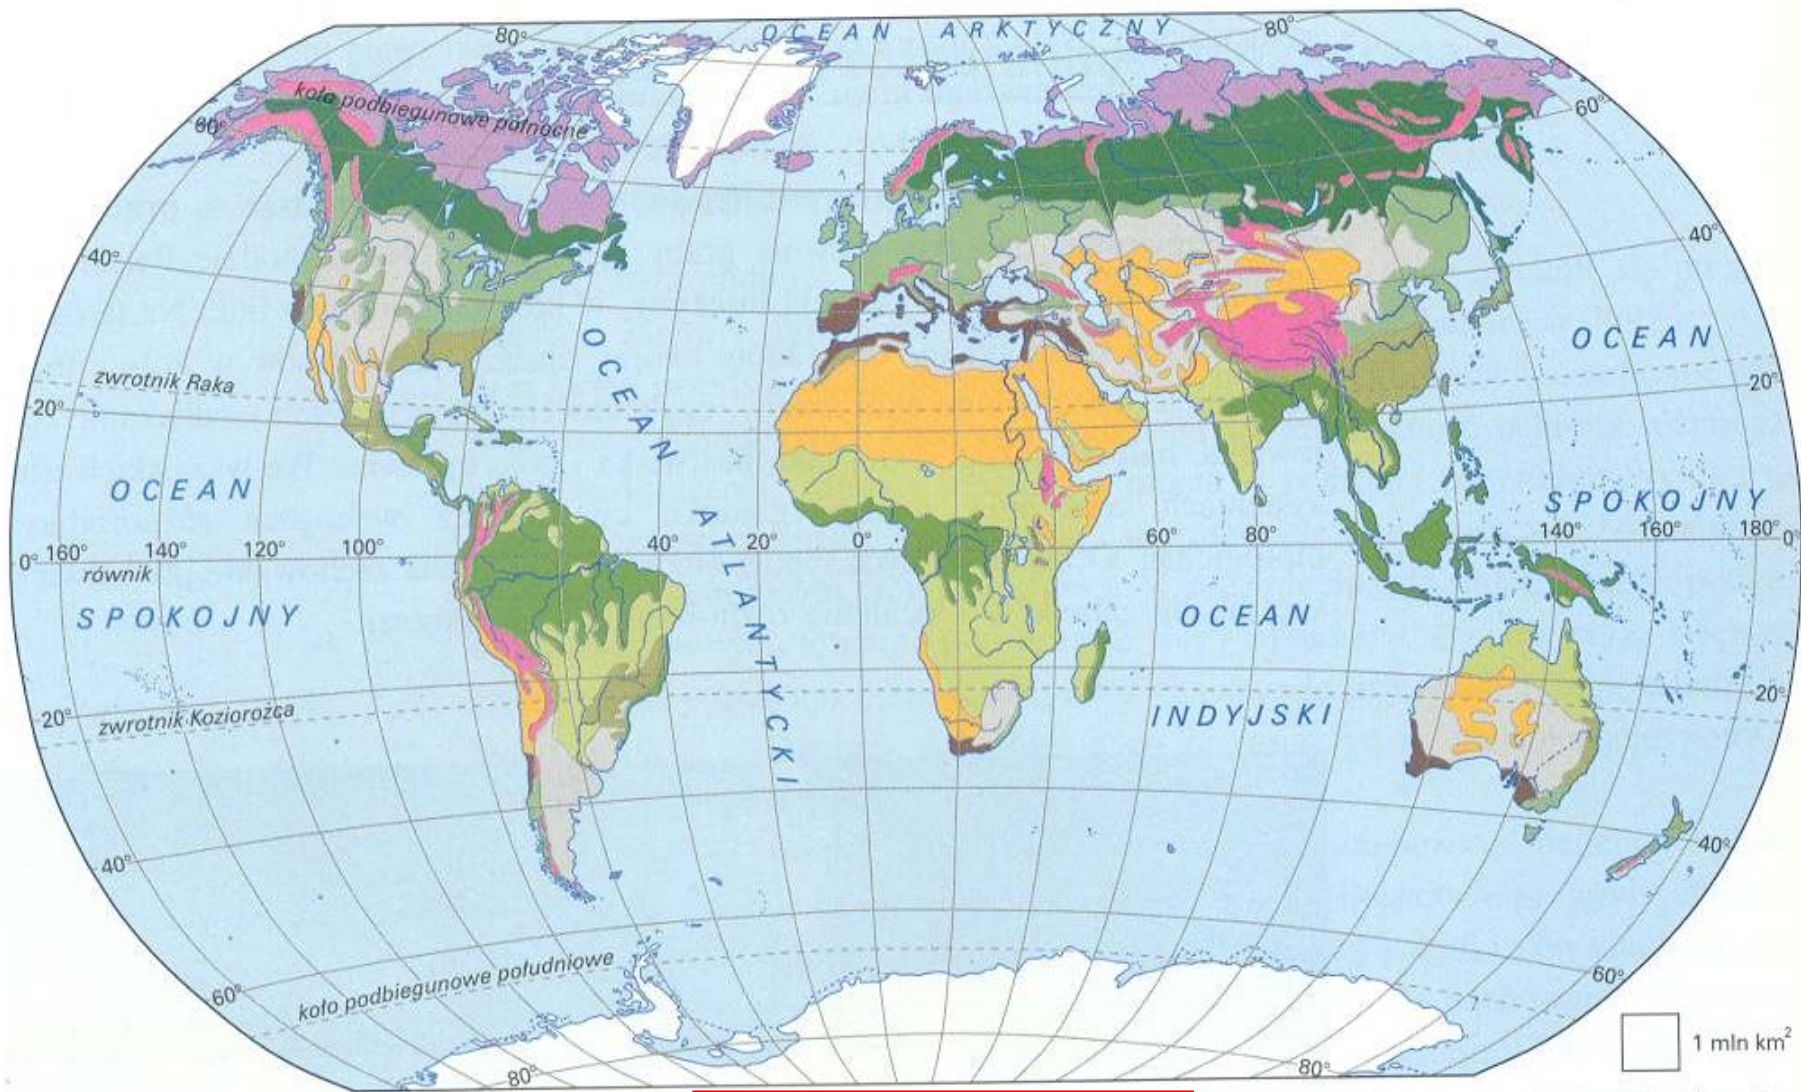 OCEAN ARKTYCZNY
80°
80°
koło podbiegunowe północne
60°
60°
40°
40°
OCEAN
OCEAN
zwrotnik Raka
20°
20°
OCEAN
SPOKOJNY
ATLANTYCKI
0° 160° 140° 120° 100° 40° 20° 0° 60° 80° 140° 160° 180° 0°
równik
SPOKOJNY
OCEAN
INDYJSKI
20°
20°
zwrotnik Koziorożca
40°
40°
koło podbiegunowe południowe
60°
60°
80°
80°
1 mln km²